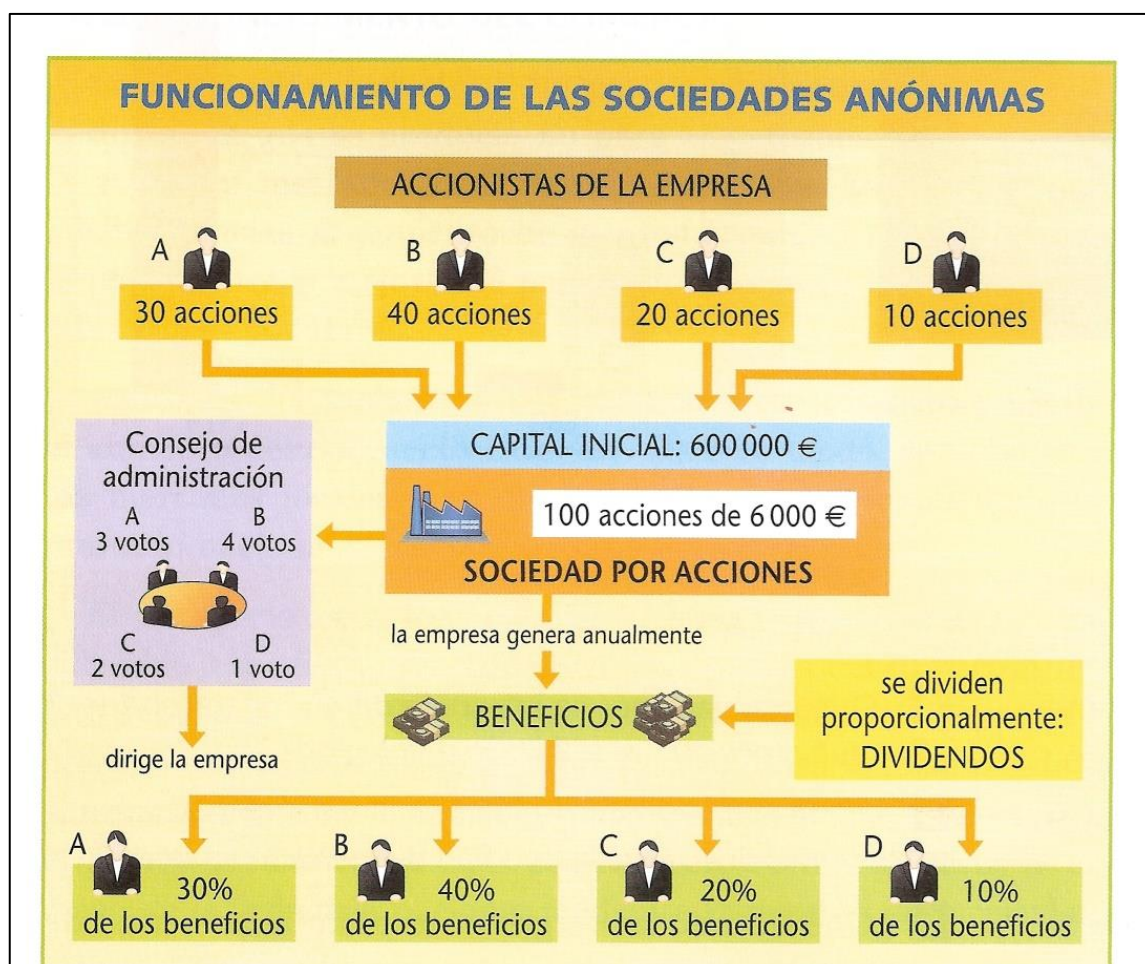 FUNCIONAMIENTO DE LAS SOCIEDADES ANÓNIMAS
ACCIONISTAS DE LA EMPRESA
A
30 acciones
B
40 acciones
C
20 acciones
D
10 acciones
CAPITAL INICIAL: 600 000 €
100 acciones de 6 000 €
SOCIEDAD POR ACCIONES
Consejo de
administración
A
3 votos
B
4 votos
C
2 votos
D
1 voto
dirige la empresa
la empresa genera anualmente
BENEFICIOS
se dividen
proporcionalmente:
DIVIDENDOS
A
30%
de los beneficios
B
40%
de los beneficios
C
20%
de los beneficios
D
10%
de los beneficios